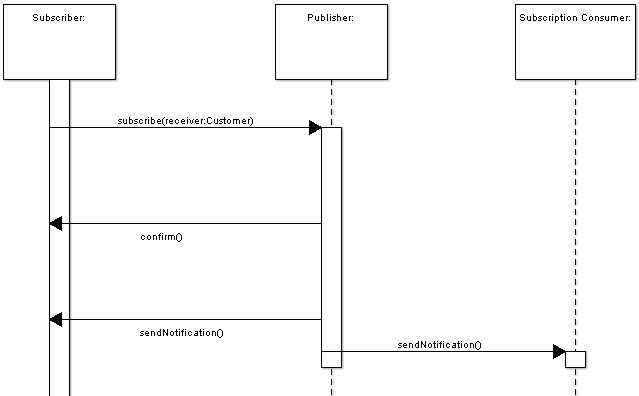 Subscriber:
Publisher:
Subscription Consumer:
subscribe(receiver:Customer)
confirm()
sendNotification()
sendNotification()